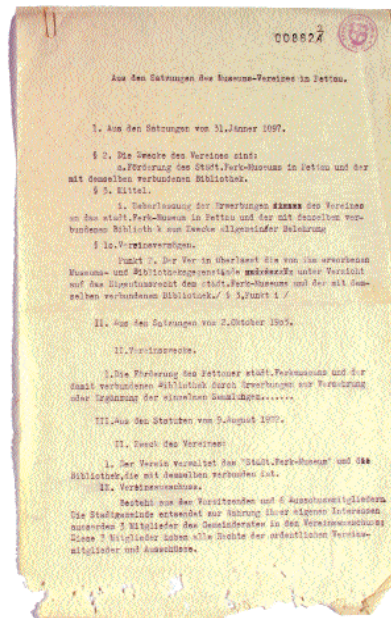 008824
2
Aus den Satzungen des Museums-Vereines in Pettau.
I. Aus den Satzungen vom 31.Jänner 1897.
§ 2. Die Zwecke des Vereines sind:
a.Förderung des Städt.Ferk-Museums in Pettau und der
mit demselben verbundenen Bibliothek.
§ 3. Mittel.
i. Ueberlassung der Erwerbungen des Vereines
an das städt.Ferk-Museum in Pettau und der mit demselben ver-
bundenen Biblioth k zum Zwecke allgemeiner Belehrung
§ 10.Vereinsvermögen.
Punkt 2. Der Ver in überlässt die von ihm erworbenen
Museums- und Bibliotheksgegenstände unter Verzicht
auf das Eigentumsrecht dem städt.Ferk-Museums und der mit dem-
selben verbundenen Bibliothek./ § 3,Punkt i /
II. Aus den Satzungen vom 2.Oktober 1903.
II.Vereinszwecke.
1.Die Förderung des Pettauer städt.Ferkmuseums und der
damit verbundenen Bibliothek durch Erwerbungen zur Vermehrung
oder Ergänzung der einzelnen Sammlungen.......
III.Aus den Statuten vom 9.August 1922.
II. Zweck des Vereines:
1. Der Verein verwaltet das "Städt.Ferk-Museum" und die
Bibliothek,die mit demselben verbunden ist.
IX. Vereinsausschuss.
Besteht aus dem Vorsitzenden und 6 Ausschussmitgliedern
Die Stadtgemeinde entsendet zur Wahrung ihrer eigenen Interessen
ausserdem 3 Mitglieder des Gemeinderates in den Vereinsausschuss
Diese 3 Mitglieder haben alle Rechte der ordentlichen Vereins-
mitglieder und Ausschüsse.